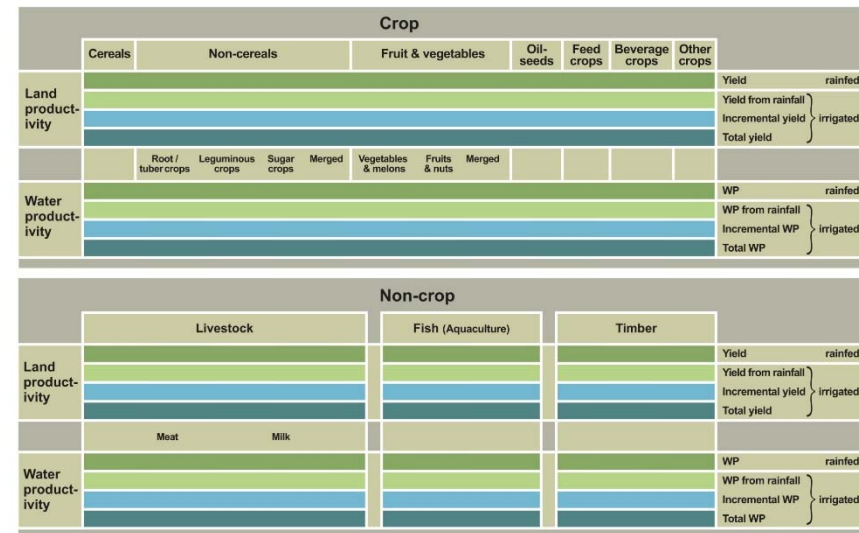 Crop
Cereals Non-cereals Fruit & vegetables Oil-seeds Feed crops Beverage crops Other crops
Land product-ivity
Yield rainfed
Yield from rainfall
Incremental yield irrigated
Total yield
Root / tuber crops Leguminous crops Sugar crops Merged Vegetables & melons Fruits & nuts Merged
Water product-ivity
WP rainfed
WP from rainfall
Incremental WP irrigated
Total WP
Non-crop
Livestock Fish (Aquaculture) Timber
Land product-ivity
Yield rainfed
Yield from rainfall
Incremental yield irrigated
Total yield
Meat Milk
Water product-ivity
WP rainfed
WP from rainfall
Incremental WP irrigated
Total WP